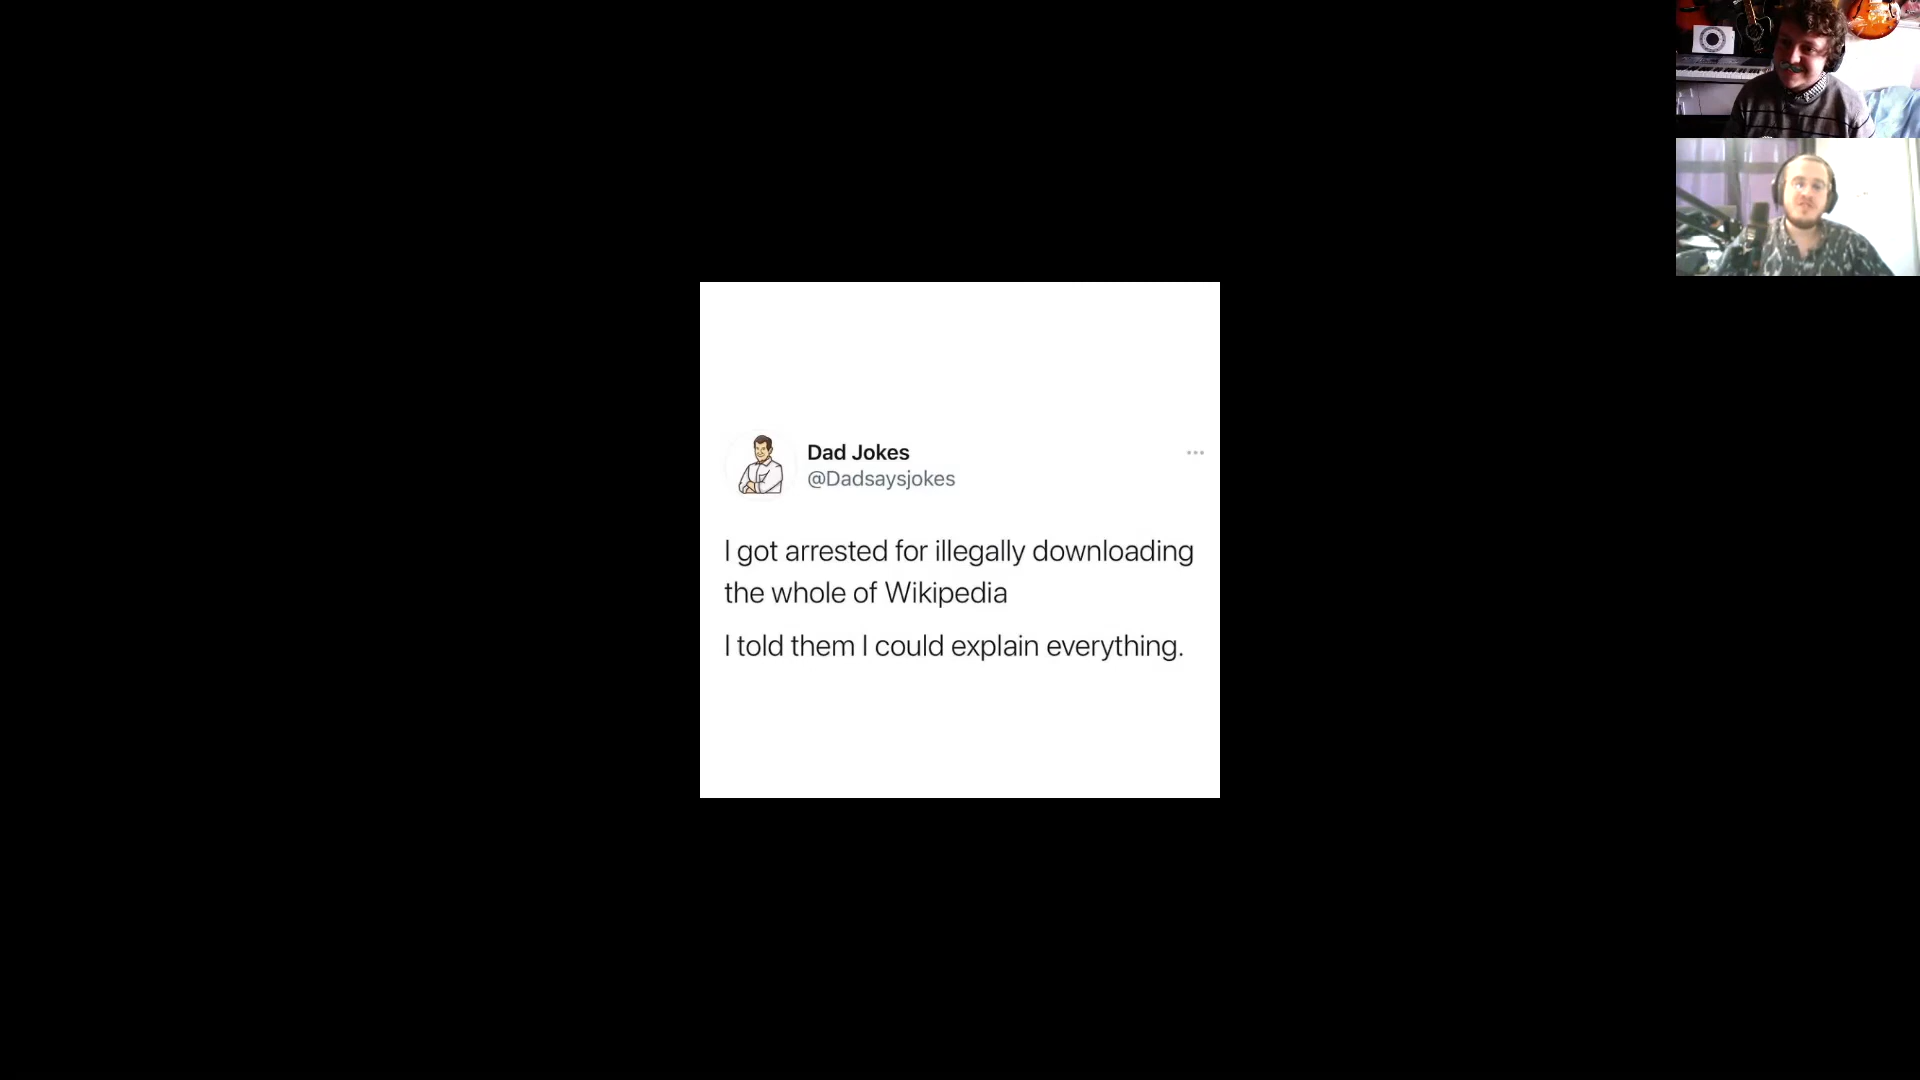 Dad Jokes
@Dadsaysjokes
I got arrested for illegally downloading
the whole of Wikipedia
I told them I could explain everything.